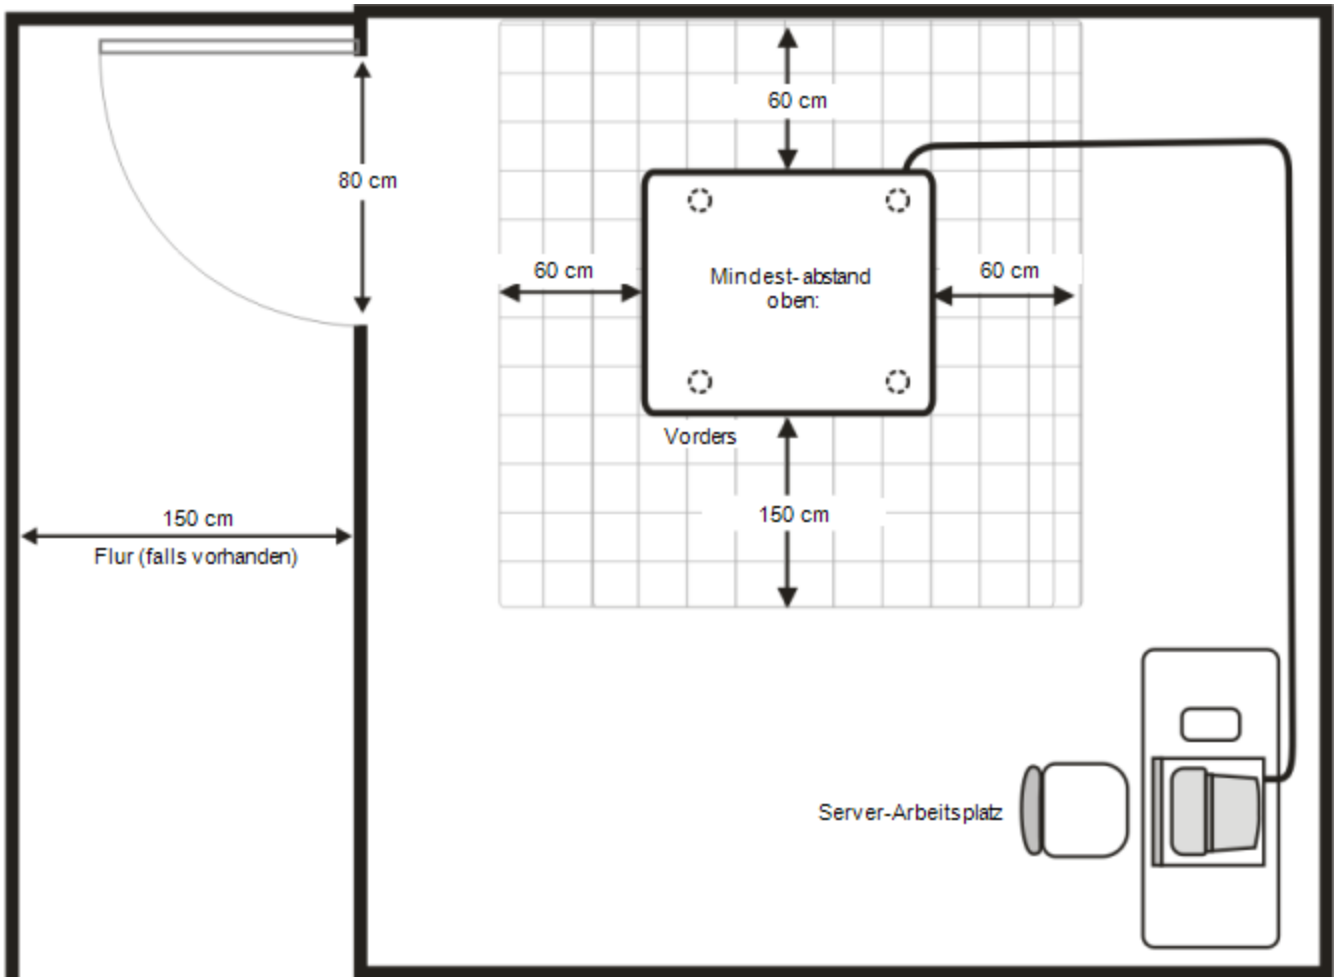 60 cm
80 cm
60 cm
60 cm
Mindest-abstand
oben:
Vorders
150 cm
150 cm
Flur (falls vorhanden)
Server-Arbeitsplatz